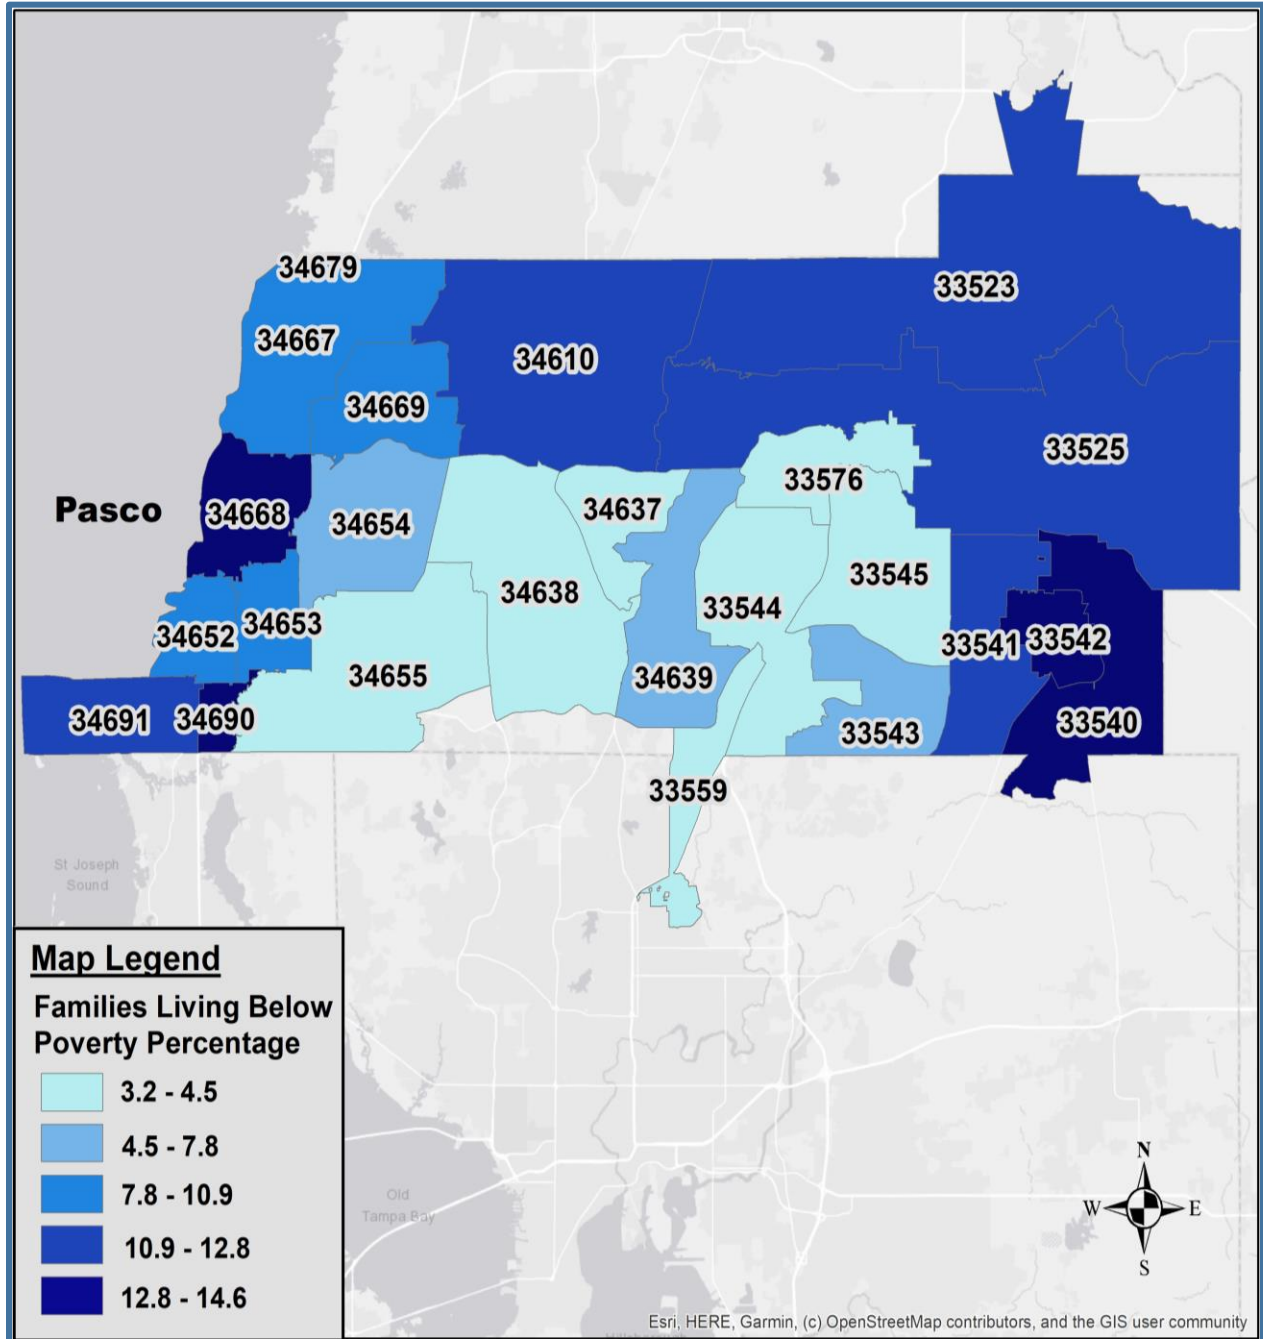 34679
33523
34667
34610
34669
33525
33576
34637
Pasco
34668
34654
33545
34638
33544
34652
34653
33541
33542
34655
34639
34691
34690
33543
33540
33559
St Joseph
Sound
Map Legend
Families Living Below
Poverty Percentage
3.2 - 4.5
4.5 - 7.8
7.8 - 10.9
10.9 - 12.8
12.8 - 14.6
Old
Tampa Bay
N
W
E
S
Esri, HERE, Garmin, (c) OpenStreetMap contributors, and the GIS user community